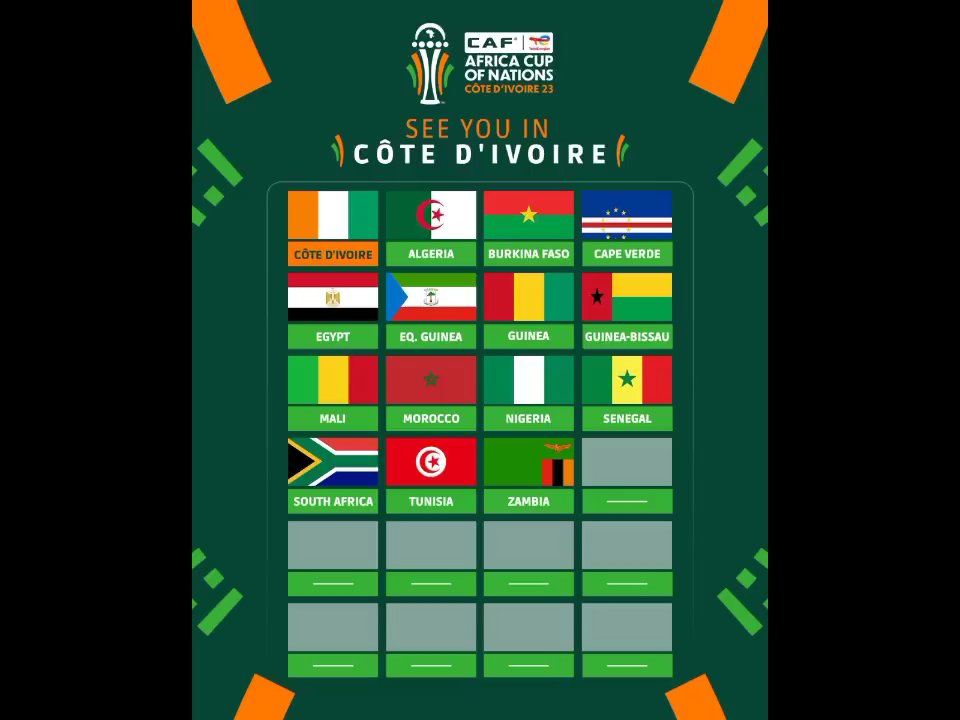 CAF
TotalEnergies
AFRICA CUP
OF NATIONS
CÔTE D'IVOIRE 23
SEE YOU IN
CÔTE D'IVOIRE
CÔTE D'IVOIRE
ALGERIA
BURKINA FASO
CAPE VERDE
EGYPT
EQ. GUINEA
GUINEA
GUINEA-BISSAU
MALI
MOROCCO
NIGERIA
SENEGAL
SOUTH AFRICA
TUNISIA
ZAMBIA